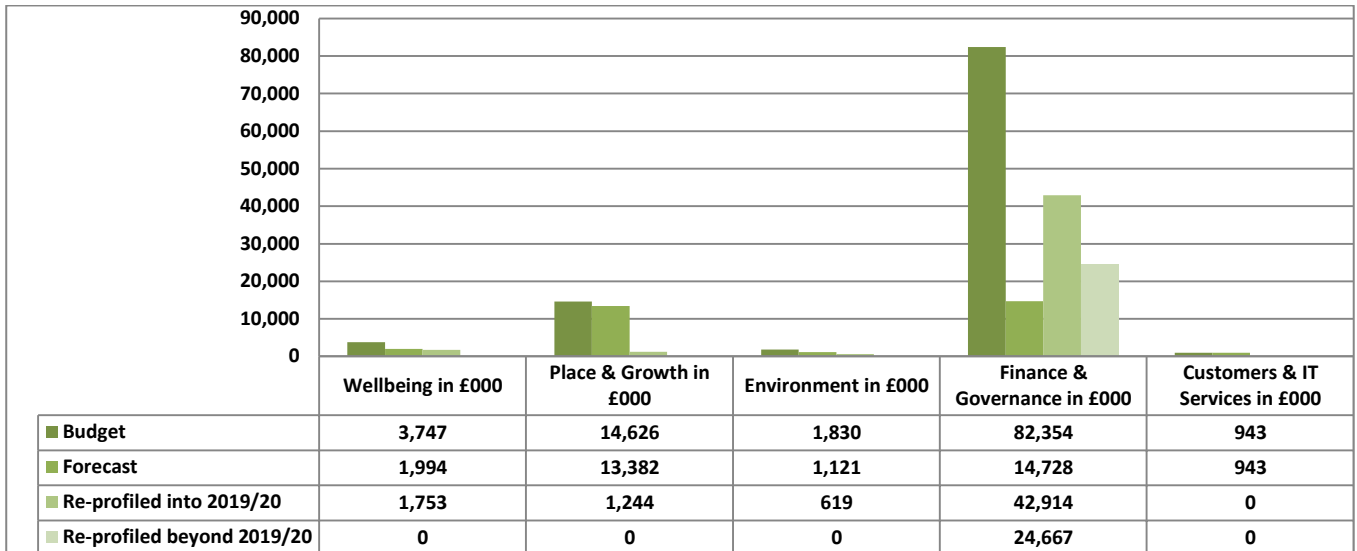 90,000
80,000
70,000
60,000
50,000
40,000
30,000
20,000
10,000
0
Wellbeing in £000 Place & Growth in £000 Environment in £000 Finance & Governance in £000 Customers & IT Services in £000
Budget 3,747 14,626 1,830 82,354 943
Forecast 1,994 13,382 1,121 14,728 943
Re-profiled into 2019/20 1,753 1,244 619 42,914 0
Re-profiled beyond 2019/20 0 0 0 24,667 0